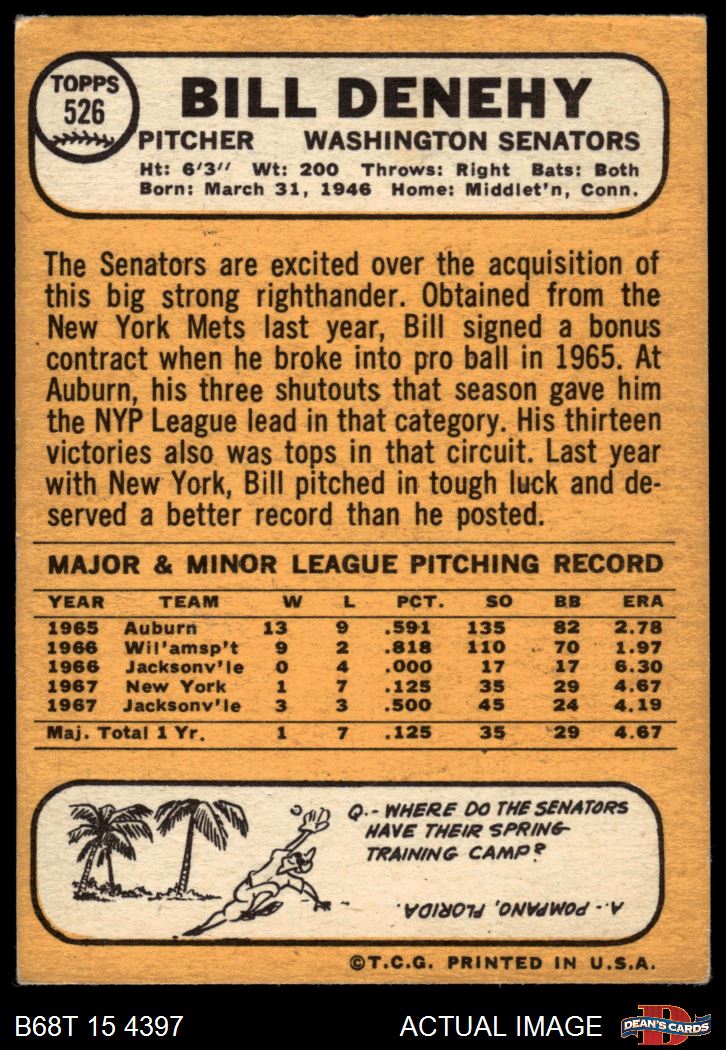 TOPPS
526
BILL DENEHY
PITCHER WASHINGTON SENATORS
Ht: 6'3" Wt: 200 Throws: Right Bats: Both
Born: March 31, 1946 Home: Middlet'n, Conn.
The Senators are excited over the acquisition of
this big strong righthander. Obtained from the
New York Mets last year, Bill signed a bonus
contract when he broke into pro ball in 1965. At
Auburn, his three shutouts that season gave him
the NYP League lead in that category. His thirteen
victories also was tops in that circuit. Last year
with New York, Bill pitched in tough luck and de-
served a better record than he posted.
MAJOR & MINOR LEAGUE PITCHING RECORD
YEAR TEAM W L PCT. SO BB ERA
1965 Auburn 13 9 .591 135 82 2.78
1966 Wil'amsp't 9 2 .818 110 70 1.97
1966 Jacksonv'le 0 4 .000 17 17 6.30
1967 New York 1 7 .125 35 29 4.67
1967 Jacksonv'le 3 3 .500 45 24 4.19
Maj. Total 1 Yr. 1 7 .125 35 29 4.67
Q.- WHERE DO THE SENATORS
HAVE THEIR SPRING
TRAINING CAMP?
A.- POMPANO, FLORIDA.
©T.C.G. PRINTED IN U.S.A.
B68T 15 4397 ACTUAL IMAGE
D
DEAN'S CARDS